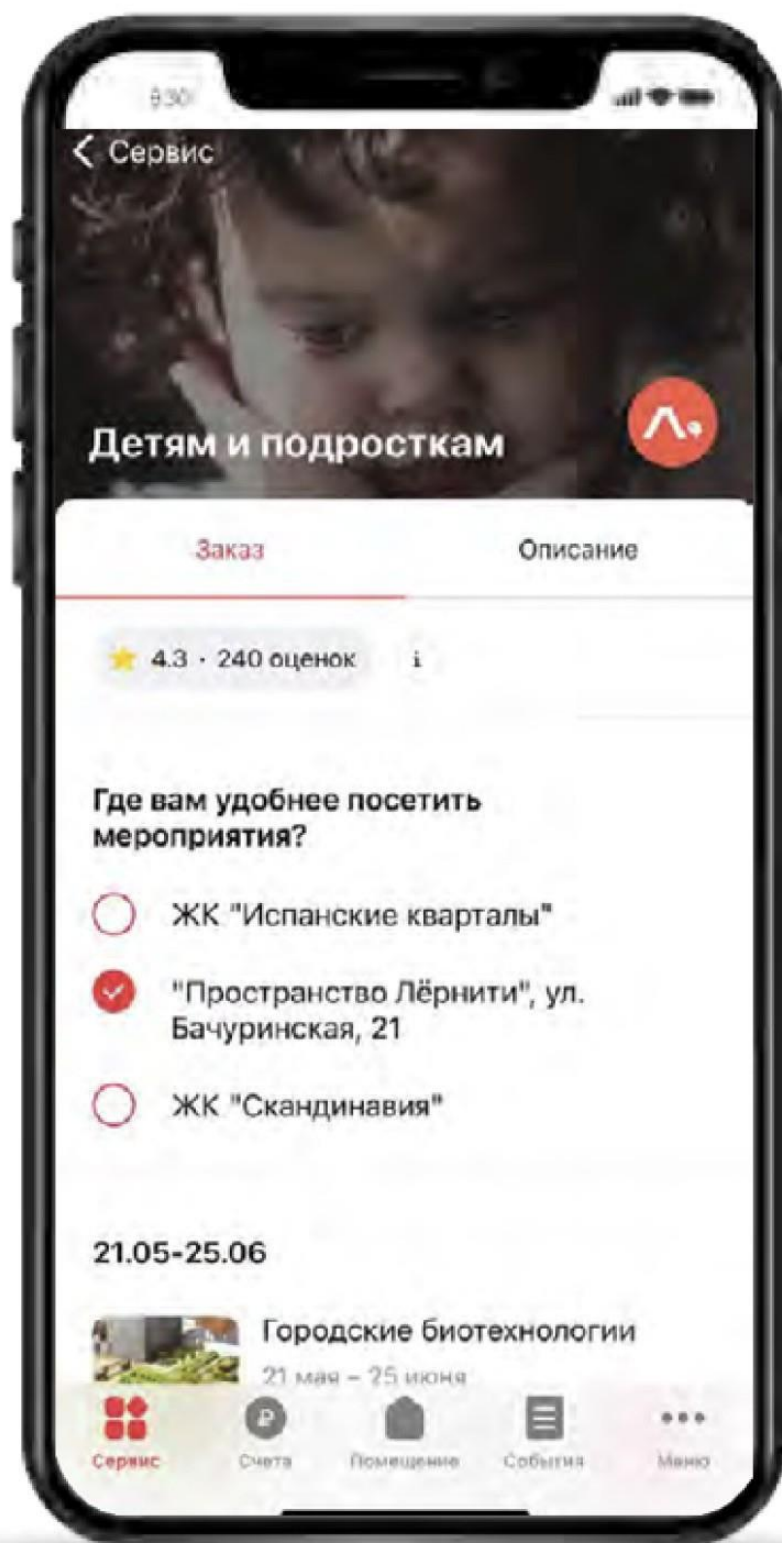 9:30
Сервис
Детям и подросткам
Заказ
Описание
4.3 · 240 оценок
i
Где вам удобнее посетить
мероприятия?
ЖК "Испанские кварталы"
"Пространство Лёрнити", ул.
Бачуринская, 21
ЖК "Скандинавия"
21.05-25.06
Городские биотехнологии
21 мая – 25 июня
Сервис
Счета
Помещение
События
Меню